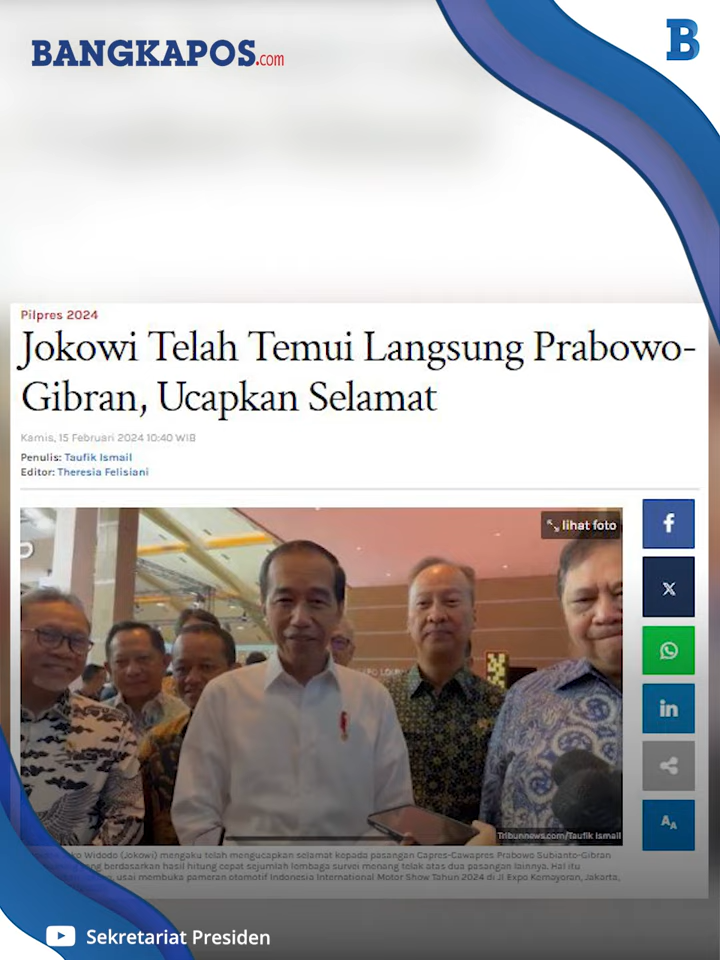 BANGKAPOS.com
B
Pilpres 2024
Jokowi Telah Temui Langsung Prabowo-
Gibran, Ucapkan Selamat
Kamis, 15 Februari 2024 10:40 WIB
Penulis: Taufik Ismail
Editor: Theresia Felisiani
lihat foto
f
X
in
AA
Tribunnews.com/Taufik Ismail
Widodo (Jokowi) mengaku telah mengucapkan selamat kepada pasangan Capres-Cawapres Prabowo Subianto-Gibran
yang berdasarkan hasil hitung cepat sejumlah lembaga survei menang telak atas dua pasangan lainnya. Hal itu
usai membuka pameran otomotif Indonesia International Motor Show Tahun 2024 di JI Expo Kemayoran, Jakarta,
Sekretariat Presiden